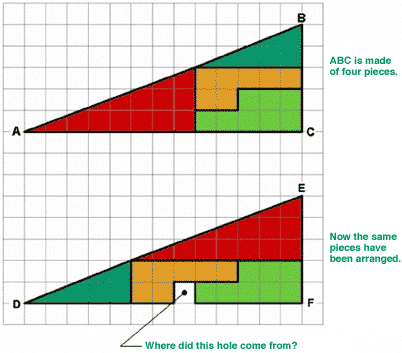 B
ABC is made
of four pieces.
A
C
E
Now the same
pieces have
been arranged.
D
F
Where did this hole come from?